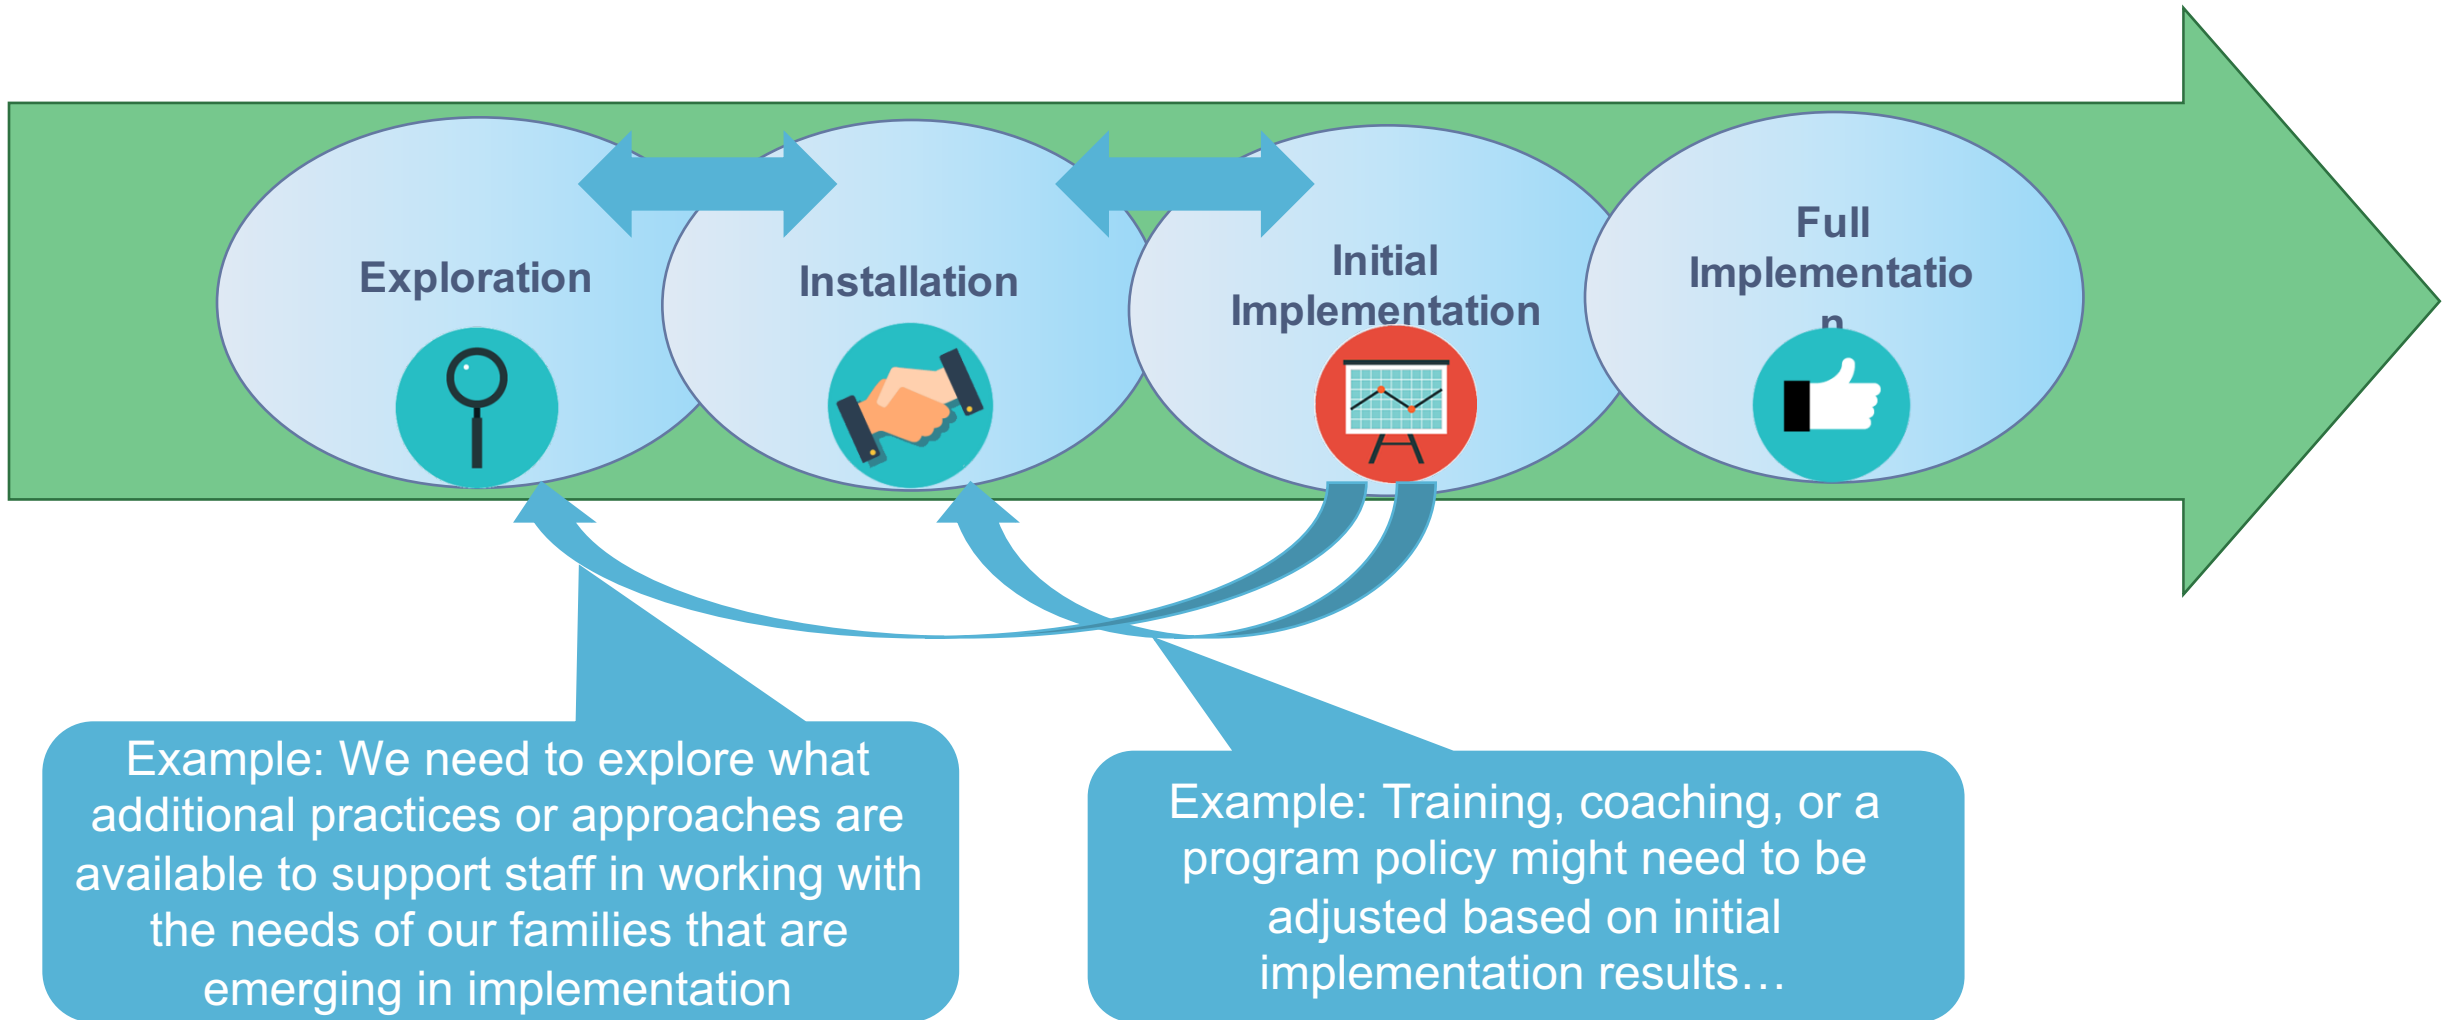 Exploration
Installation
Initial
Implementation
Full
Implementatio
n
Example: We need to explore what
additional practices or approaches are
available to support staff in working with
the needs of our families that are
emerging in implementation
Example: Training, coaching, or a
program policy might need to be
adjusted based on initial
implementation results…